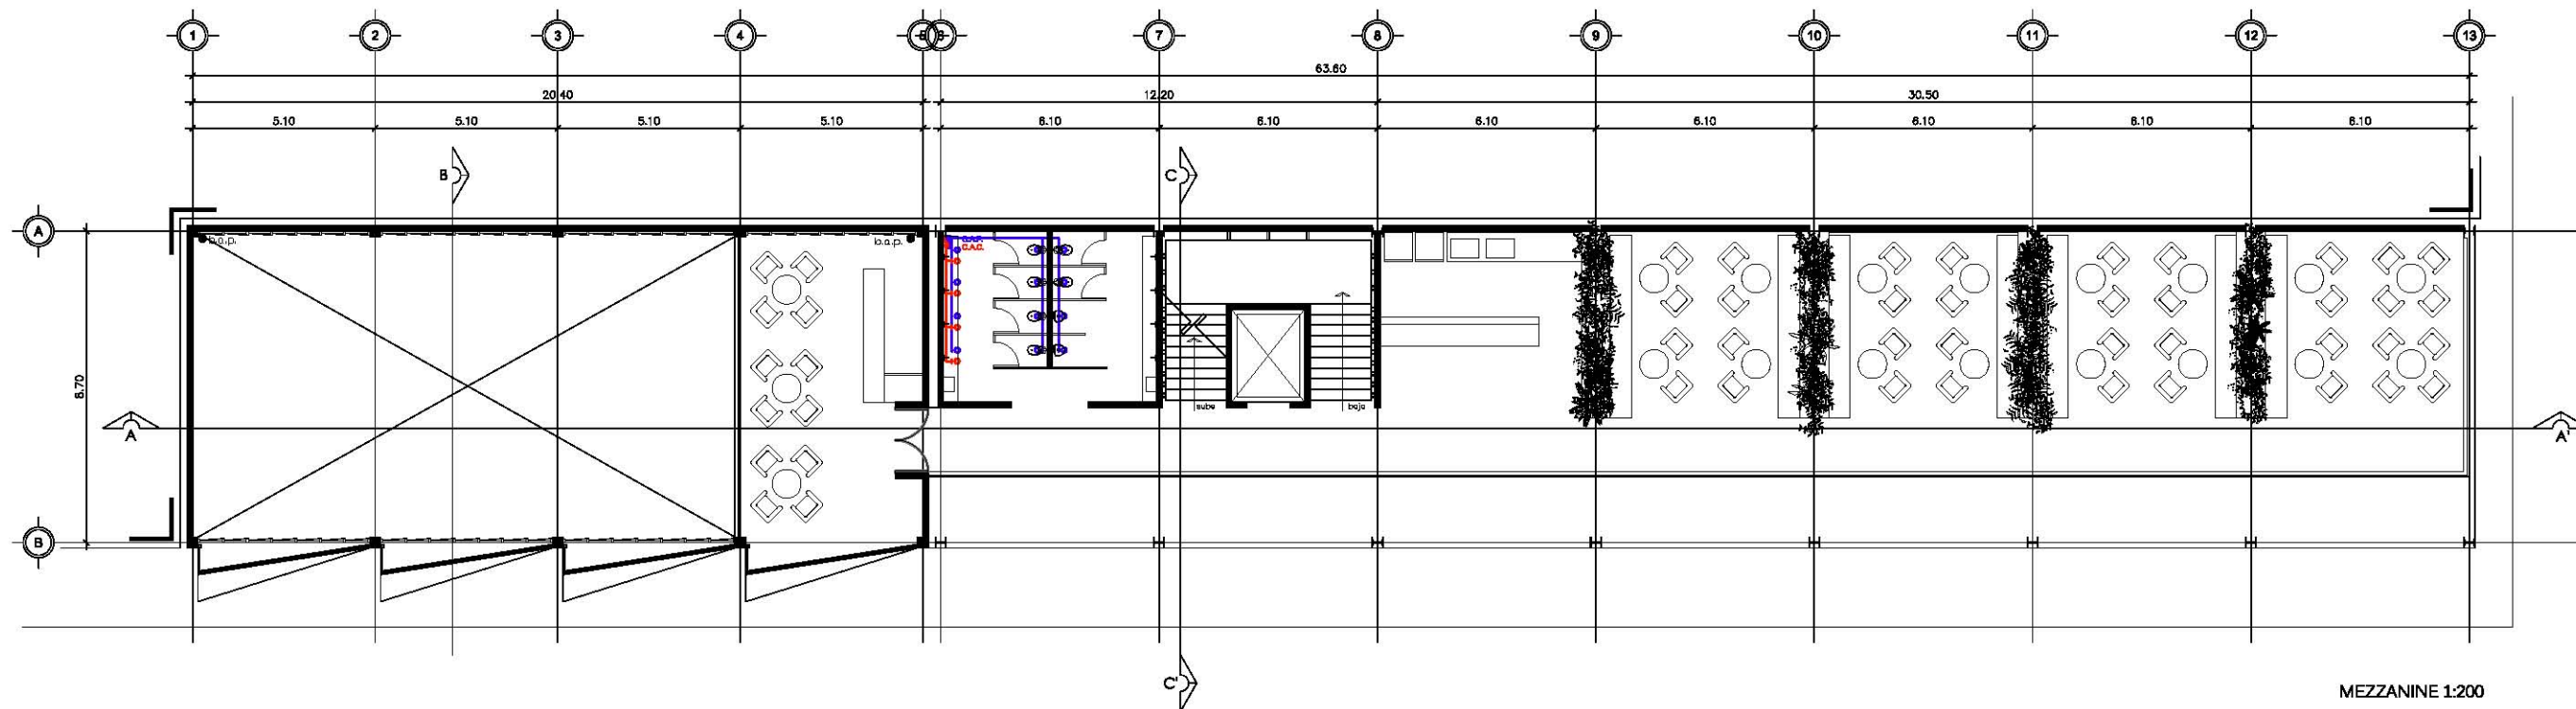 1 2 3 4 5 6 7 8 9 10 11 12 13
63.60
20.40 12.20 30.50
5.10 5.10 5.10 5.10 6.10 6.10 6.10 6.10 6.10 6.10 6.10
B C
A
b.a.p. b.a.p.
C.A.C.
8.70
sube baja
A A'
B
C'
MEZZANINE 1:200